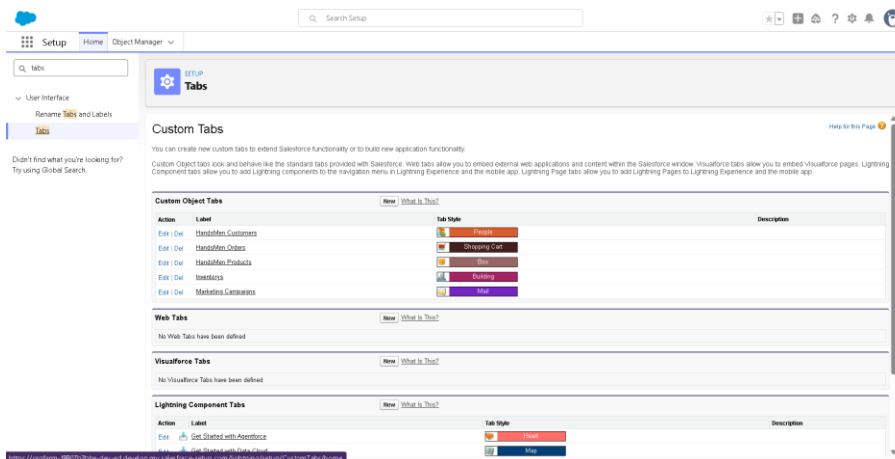 Search Setup
Setup Home Object Manager
tabs
SETUP
Tabs
User Interface
Rename Tabs and Labels
Tabs
Didn't find what you're looking for?
Try using Global Search.
Custom Tabs
Help for this Page
You can create new custom tabs to extend Salesforce functionality or to build new application functionality.
Custom Object tabs look and behave like the standard tabs provided with Salesforce. Web tabs allow you to embed external web applications and content within the Salesforce window. Visualforce tabs allow you to embed Visualforce pages. Lightning
Component tabs allow you to add Lightning components to the navigation menu in Lightning Experience and the mobile app. Lightning Page tabs allow you to add Lightning Pages to Lightning Experience and the mobile app.
Custom Object Tabs New What Is This?
Action Label Tab Style Description
Edit | Del HandsMen Customers People
Edit | Del HandsMen Orders Shopping Cart
Edit | Del HandsMen Products Box
Edit | Del Inventorys Building
Edit | Del Marketing Campaigns Mail
Web Tabs New What Is This?
No Web Tabs have been defined
Visualforce Tabs New What Is This?
No Visualforce Tabs have been defined
Lightning Component Tabs New What Is This?
Action Label Tab Style Description
Edit Get Started with Agentforce Heart
Edit Get Started with Data Cloud Map